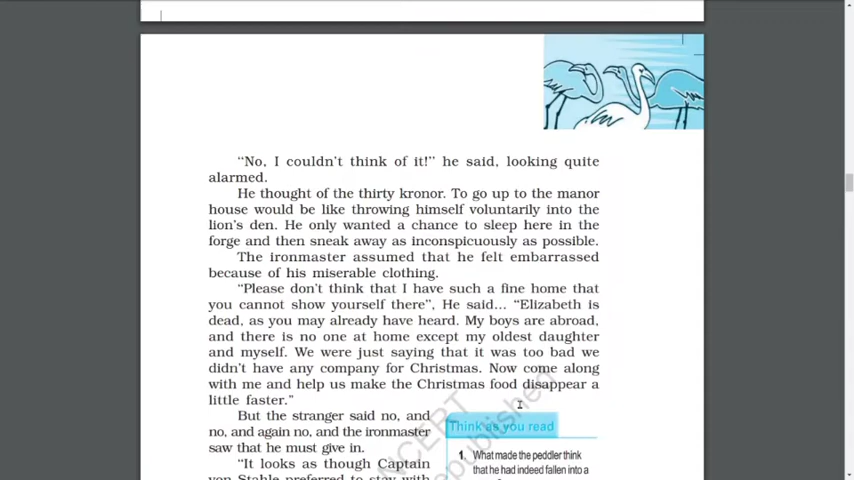 “No, I couldn’t think of it!” he said, looking quite
alarmed.
He thought of the thirty kronor. To go up to the manor
house would be like throwing himself voluntarily into the
lion’s den. He only wanted a chance to sleep here in the
forge and then sneak away as inconspicuously as possible.
The ironmaster assumed that he felt embarrassed
because of his miserable clothing.
“Please don’t think that I have such a fine home that
you cannot show yourself there”, He said... “Elizabeth is
dead, as you may already have heard. My boys are abroad,
and there is no one at home except my oldest daughter
and myself. We were just saying that it was too bad we
didn’t have any company for Christmas. Now come along
with me and help us make the Christmas food disappear a
little faster.”
But the stranger said no, and
no, and again no, and the ironmaster
saw that he must give in.
“It looks as though Captain
von Stahle preferred to stay with
Think as you read
1. What made the peddler think
that he had indeed fallen into a
NCERT
republished